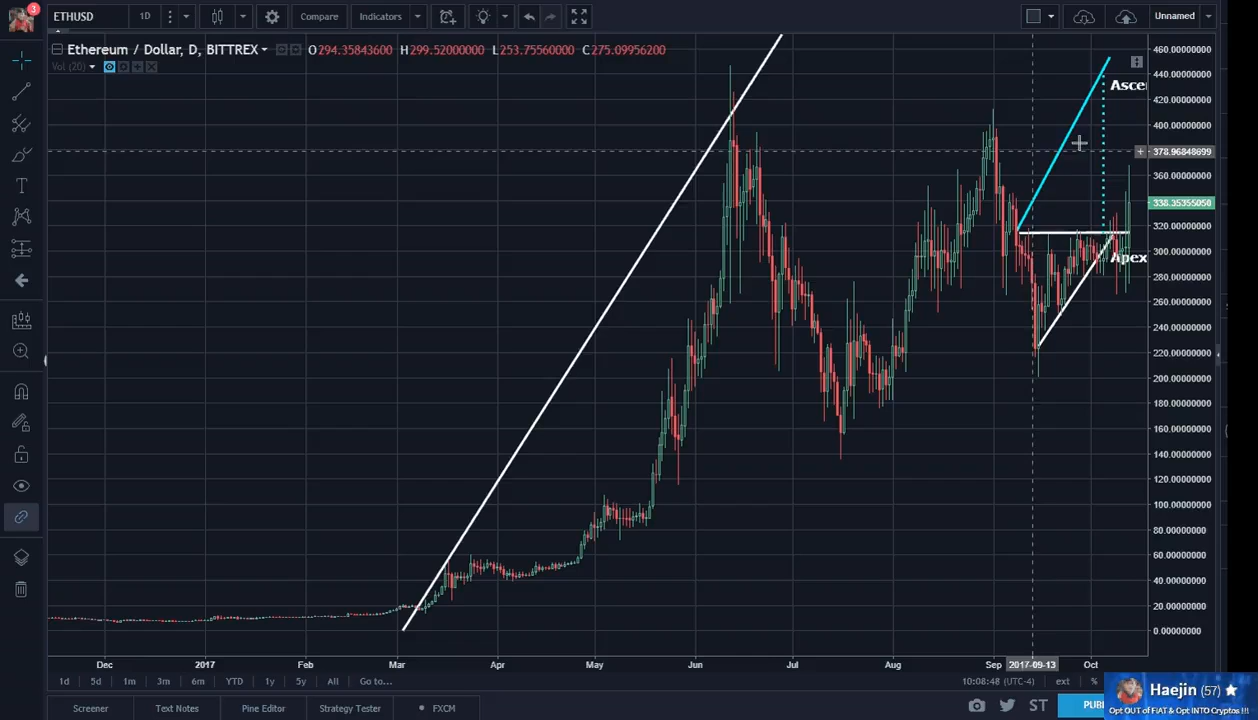 3
ETHUSD 1D Compare Indicators Unnamed
Ethereum / Dollar, D, BITTREX O294.35843600 H299.52000000 L253.75560000 C275.09956200
Vol (20)
460.00000000
440.00000000
Asce
420.00000000
400.00000000
378.96848699
360.00000000
338.35355050
320.00000000
300.00000000
Apex
280.00000000
260.00000000
240.00000000
220.00000000
200.00000000
180.00000000
160.00000000
140.00000000
120.00000000
100.00000000
80.00000000
60.00000000
40.00000000
20.00000000
0.00000000
Dec 2017 Feb Mar Apr May Jun Jul Aug Sep 2017-09-13 Oct
1d 5d 1m 3m 6m YTD 1y 5y All Go to... 10:08:48 (UTC-4) ext %
Screener Text Notes Pine Editor Strategy Tester FXCM ST PUBL
Haejin (57)
Opt OUT of FIAT & Opt INTO Cryptos!!!